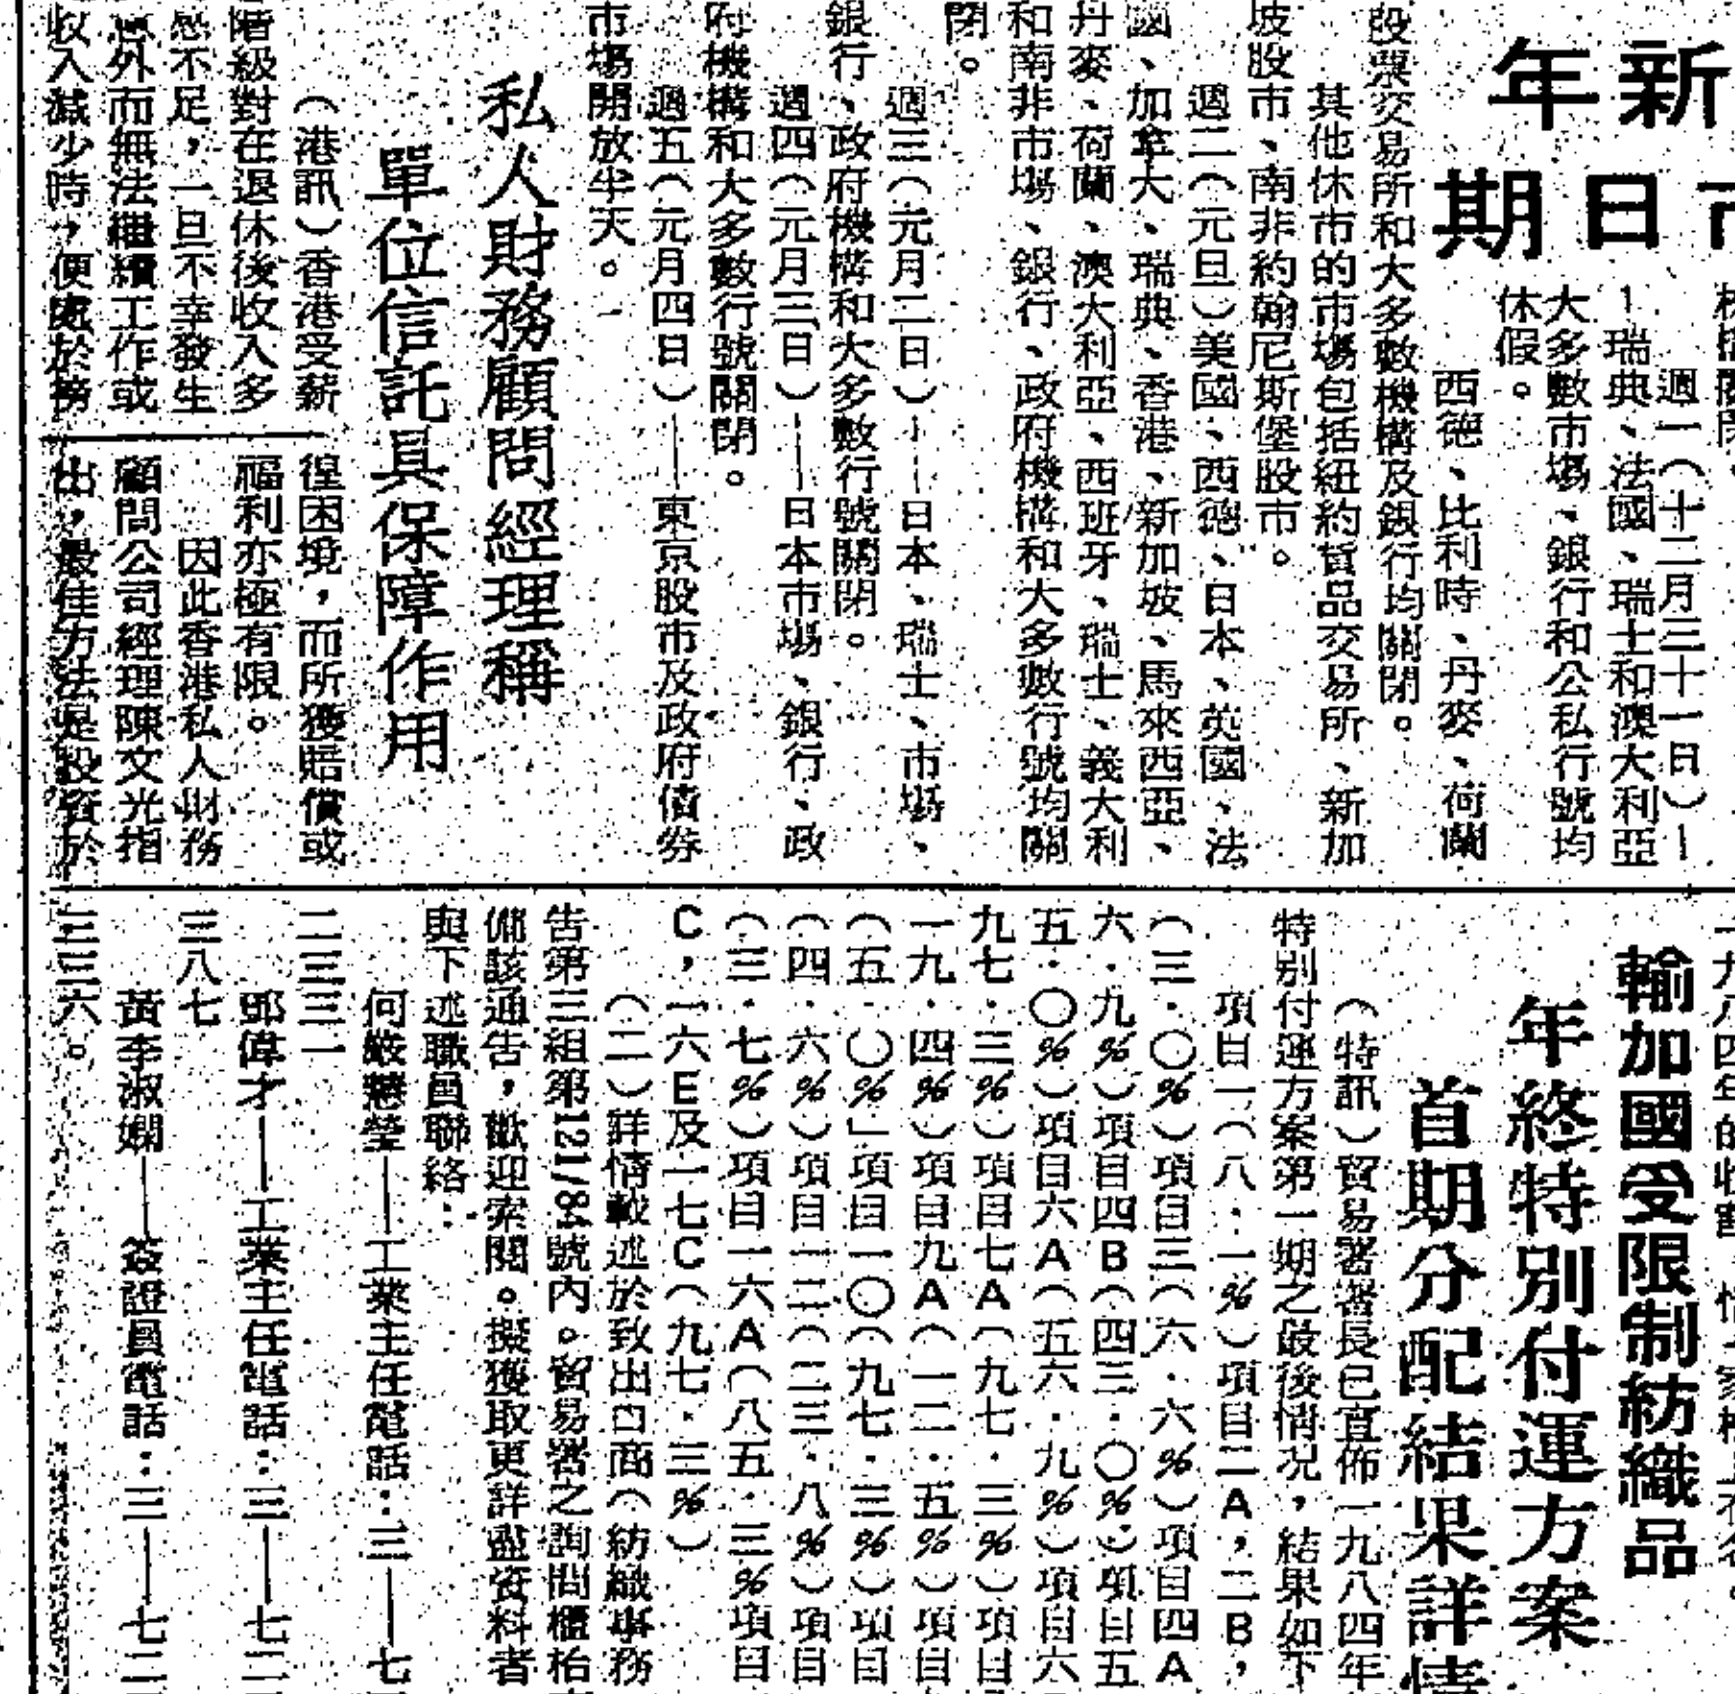 新
年
日期
週一（十二月三十一日）—
—瑞典、法國、瑞士和澳大利亞
大多數市場、銀行和公私行號均
休假。
西德、比利時、丹麥、荷蘭
股票交易所和大多數機構及銀行均關閉。
其他休市的市場包括紐約貨品交易所、新加
坡股市、南非約翰尼斯堡股市。
週二（元旦）美國、西德、日本、英國、法
國、加拿大、瑞典、香港、新加坡、馬來西亞、
丹麥、荷蘭、澳大利亞、西班牙、瑞士、義大利
和南非市場、銀行、政府機構和大多數行號均關
閉。
週三（元月二日）——日本、瑞士、市場、
銀行、政府機構和大多數行號關閉。
週四（元月三日）——日本市場、銀行、政
府機構和大多數行號關閉。
週五（元月四日）——東京股市及政府債券
市場開放半天。
私人財務顧問經理稱
單位信託具保障作用
（港訊）香港受薪
階級對在退休後收入多
感不足，一旦不幸發生
意外而無法繼續工作或
收入減少時，便處於徬
徨困境，而所獲賠償或
福利亦極有限。
因此香港私人財務
顧問公司經理陳文光指
出，最佳方法是投資於
一九八四年的收
輸加國受限制紡織品
年終特別付運方案
首期分配結果詳情
（特訊）貿易署署長已宣佈一九八四年
特別付運方案第一期之最後情況，結果如下
項目一（八．一%）項目二A，二B，
（三．〇%）項目三（六．六%）項目四A
六．九%）項目四B（四三．〇%）項目五
五．〇%）項目六A（五六．九%）項目六
九七．三%）項目七A（九七．三%）項目
一九．四%）項目九A（一二．五%）項目
（五．〇%」項目一〇（九七．三%）項目
（四．六%）項目一二（二三．八%）項目
（三．七%）項目一六A（八五．三%項目
C，一六E及一七C（九七．三%）
（二）詳情載述於致出口商（紡織事務
告第三組第121/84號內。貿易署之詢問櫃枱
備該通告，歡迎索閱。擬獲取更詳盡資料者
與下述職員聯絡：
何嚴慧瑩——工業主任電話：三——七
二三三一
鄧偉才——工業主任電話：三——七二
三八七
黃李淑嫻——簽證員電話：三——七二
三三六。